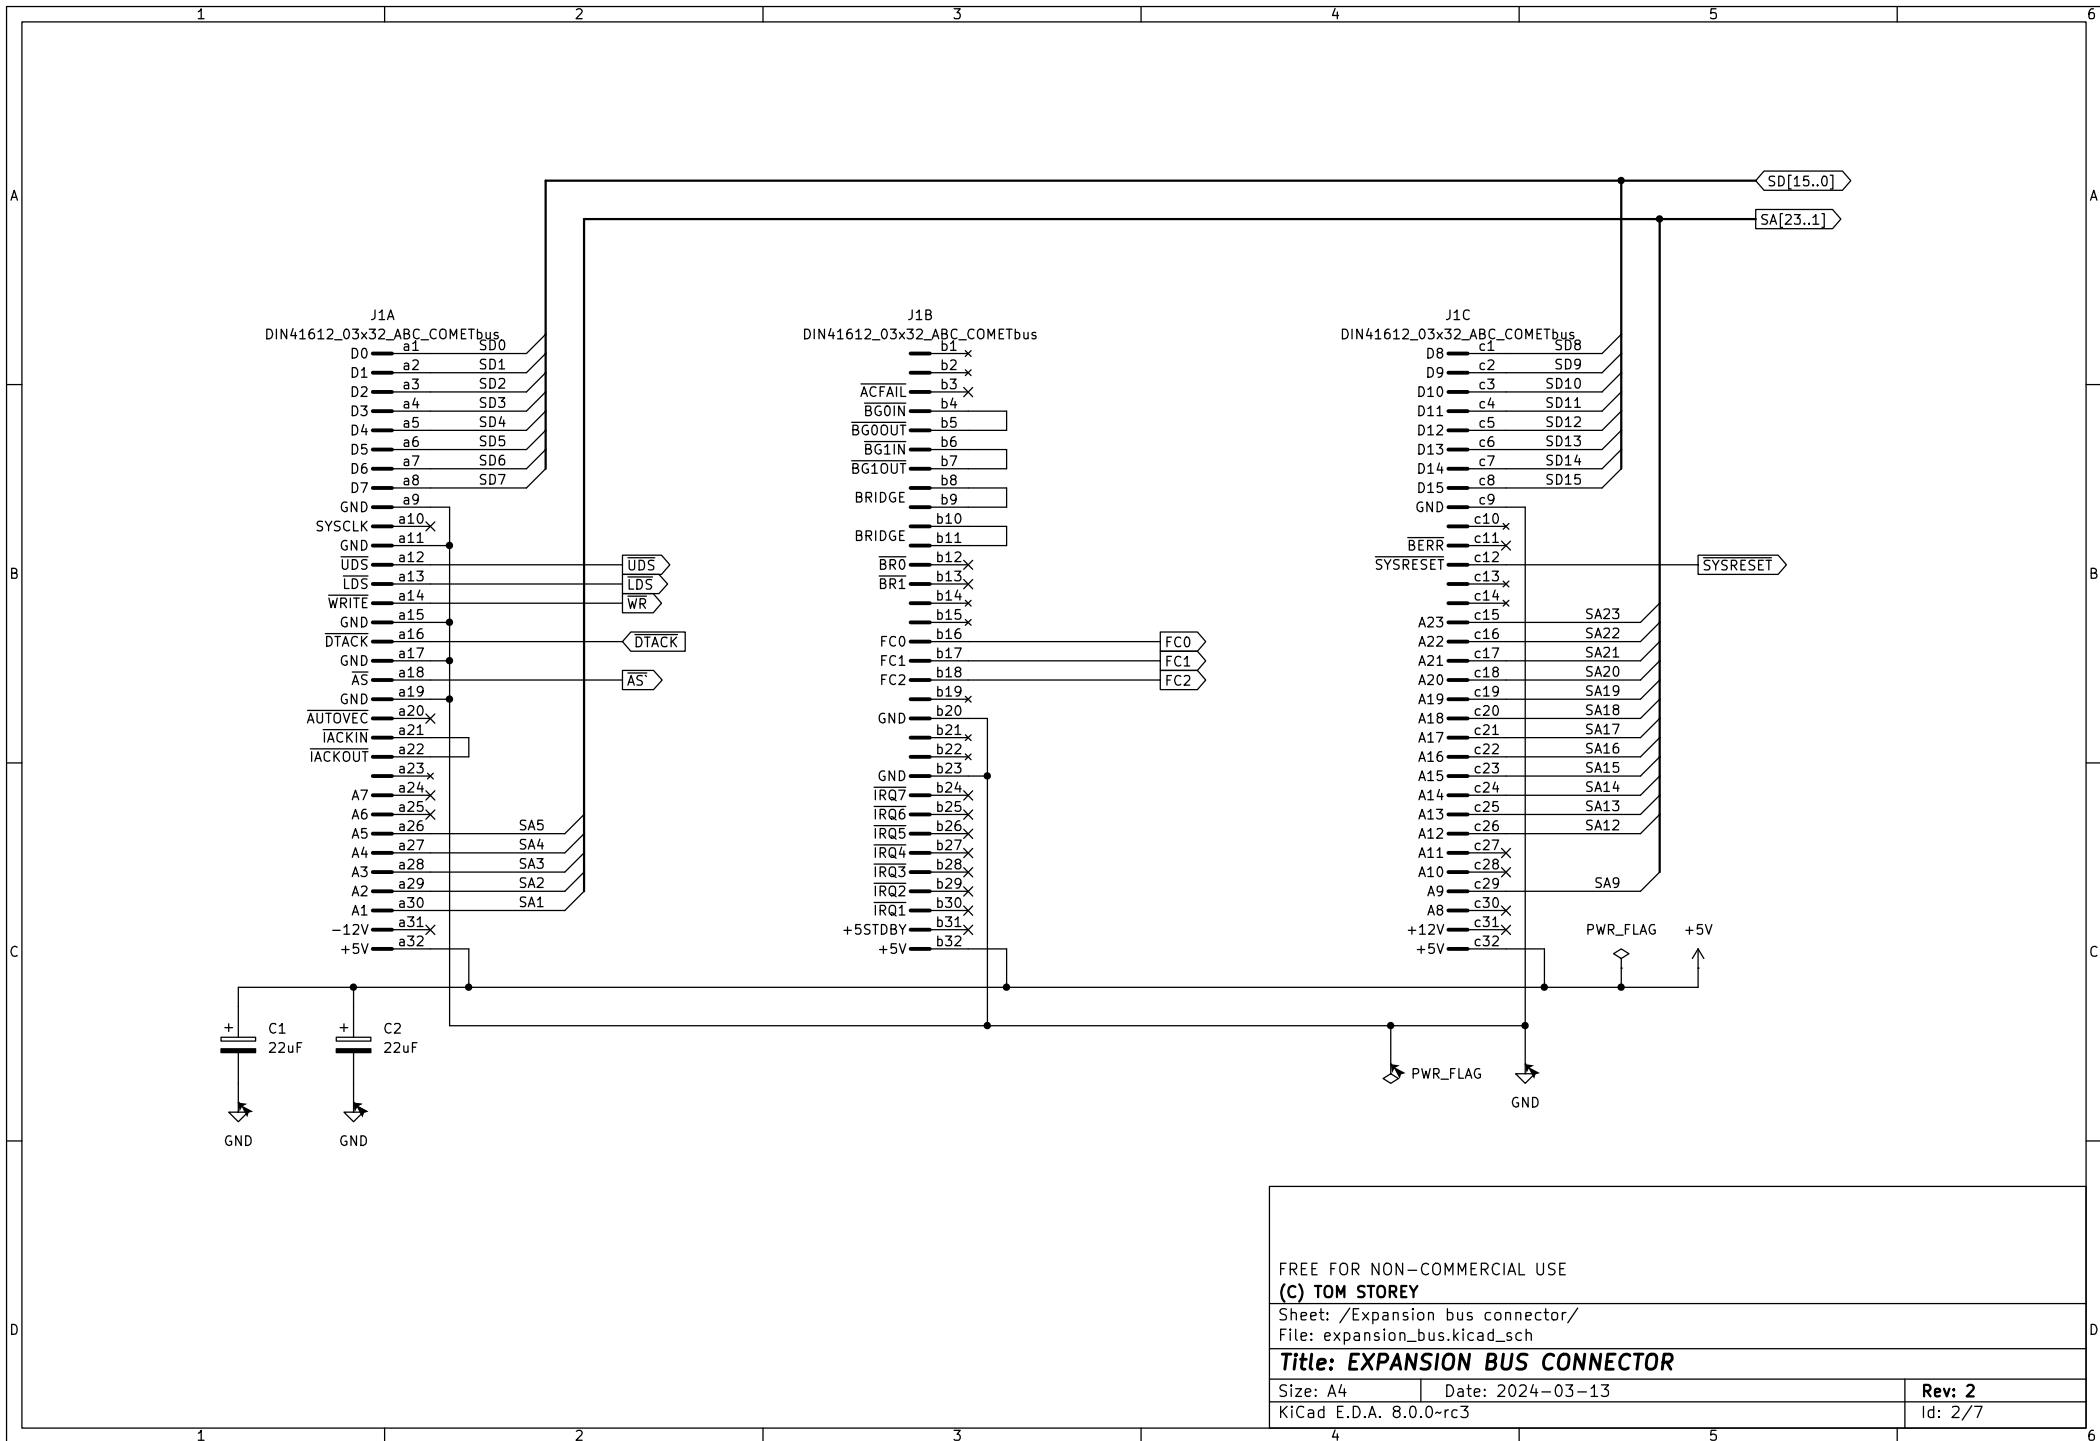 1 2 3 4 5 6
A A
B B
C C
D D
SD[15..0]
SA[23..1]
J1A
DIN41612_03x32_ABC_COMETbus
D0 a1 SD0
D1 a2 SD1
D2 a3 SD2
D3 a4 SD3
D4 a5 SD4
D5 a6 SD5
D6 a7 SD6
D7 a8 SD7
GND a9
SYSCLK a10
GND a11
UDS a12 UDS
LDS a13 LDS
WRITE a14 WR
GND a15
DTACK a16 DTACK
GND a17
AS a18 AS`
GND a19
AUTOVEC a20
IACKIN a21
IACKOUT a22
a23
A7 a24
A6 a25
A5 a26 SA5
A4 a27 SA4
A3 a28 SA3
A2 a29 SA2
A1 a30 SA1
-12V a31
+5V a32
J1B
DIN41612_03x32_ABC_COMETbus
b1
b2
ACFAIL b3
BG0IN b4
BG0OUT b5
BG1IN b6
BG1OUT b7
b8
BRIDGE
b9
b10
BRIDGE
b11
BR0 b12
BR1 b13
b14
b15
FC0 b16 FC0
FC1 b17 FC1
FC2 b18 FC2
b19
GND b20
b21
b22
GND b23
IRQ7 b24
IRQ6 b25
IRQ5 b26
IRQ4 b27
IRQ3 b28
IRQ2 b29
IRQ1 b30
+5STDBY b31
+5V b32
J1C
DIN41612_03x32_ABC_COMETbus
D8 c1 SD8
D9 c2 SD9
D10 c3 SD10
D11 c4 SD11
D12 c5 SD12
D13 c6 SD13
D14 c7 SD14
D15 c8 SD15
GND c9
c10
BERR c11
SYSRESET c12 SYSRESET
c13
c14
A23 c15 SA23
A22 c16 SA22
A21 c17 SA21
A20 c18 SA20
A19 c19 SA19
A18 c20 SA18
A17 c21 SA17
A16 c22 SA16
A15 c23 SA15
A14 c24 SA14
A13 c25 SA13
A12 c26 SA12
A11 c27
A10 c28
A9 c29 SA9
A8 c30
+12V c31
+5V c32
PWR_FLAG +5V
+ C1
22uF
+ C2
22uF
GND GND
PWR_FLAG
GND
FREE FOR NON-COMMERCIAL USE
(C) TOM STOREY
Sheet: /Expansion bus connector/
File: expansion_bus.kicad_sch
Title: EXPANSION BUS CONNECTOR
Size: A4 Date: 2024-03-13 Rev: 2
KiCad E.D.A. 8.0.0~rc3 Id: 2/7
1 2 3 4 5 6